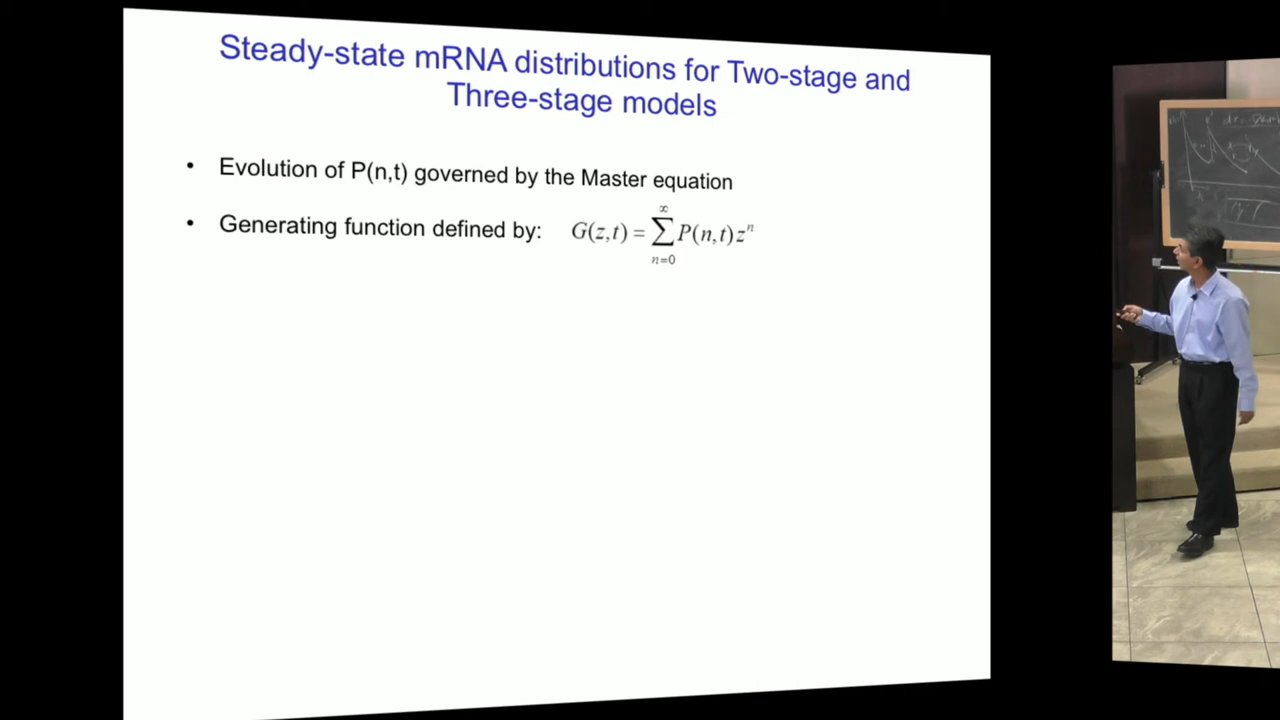 Steady-state mRNA distributions for Two-stage and
Three-stage models
• Evolution of P(n,t) governed by the Master equation
• Generating function defined by: G(z,t) = ∑_{n=0}^{∞} P(n,t) z^n